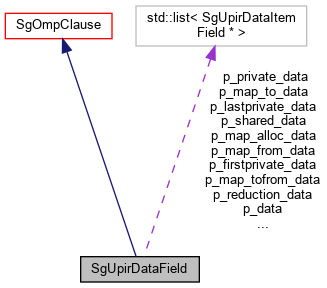 SgOmpClause
std::list< SgUpirDataItem
Field * >
p_private_data
p_map_to_data
p_lastprivate_data
p_shared_data
p_map_alloc_data
p_map_from_data
p_firstprivate_data
p_map_tofrom_data
p_reduction_data
p_data
...
SgUpirDataField